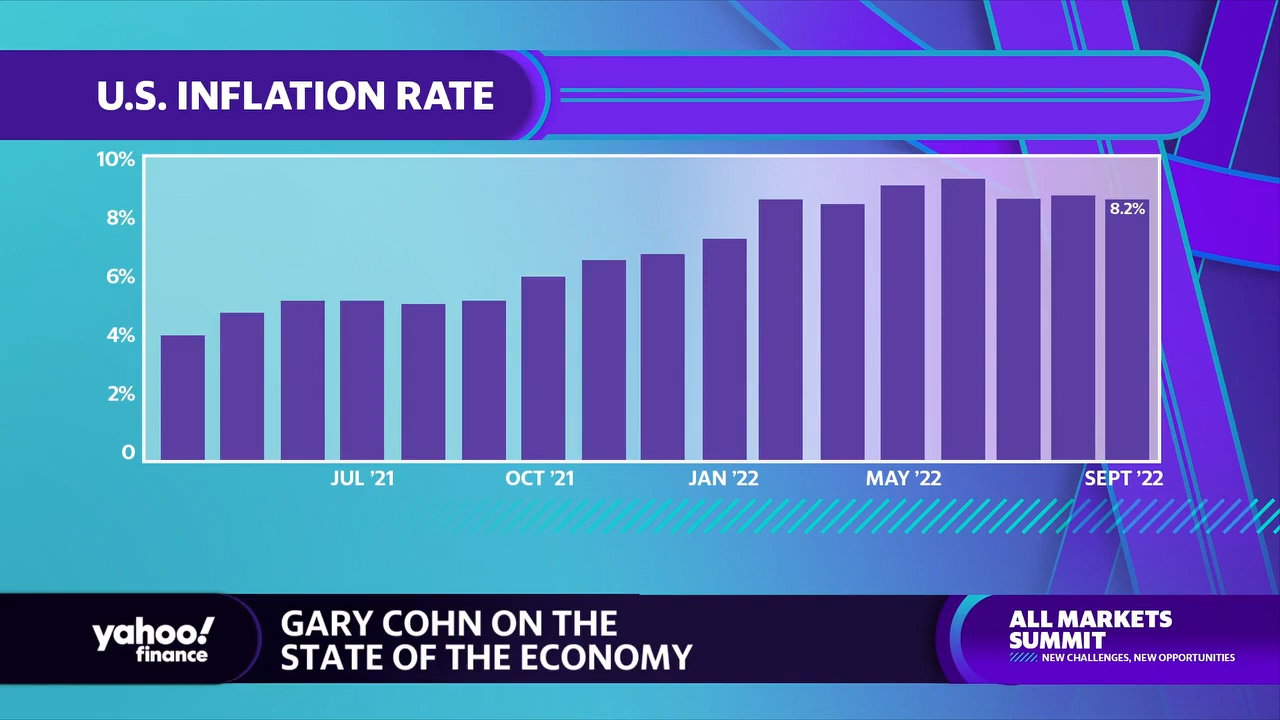 U.S. INFLATION RATE
10%
8%
6%
4%
2%
0
8.2%
JUL ’21
OCT ’21
JAN ’22
MAY ’22
SEPT ’22
yahoo!
finance
GARY COHN ON THE
STATE OF THE ECONOMY
ALL MARKETS
SUMMIT
NEW CHALLENGES, NEW OPPORTUNITIES